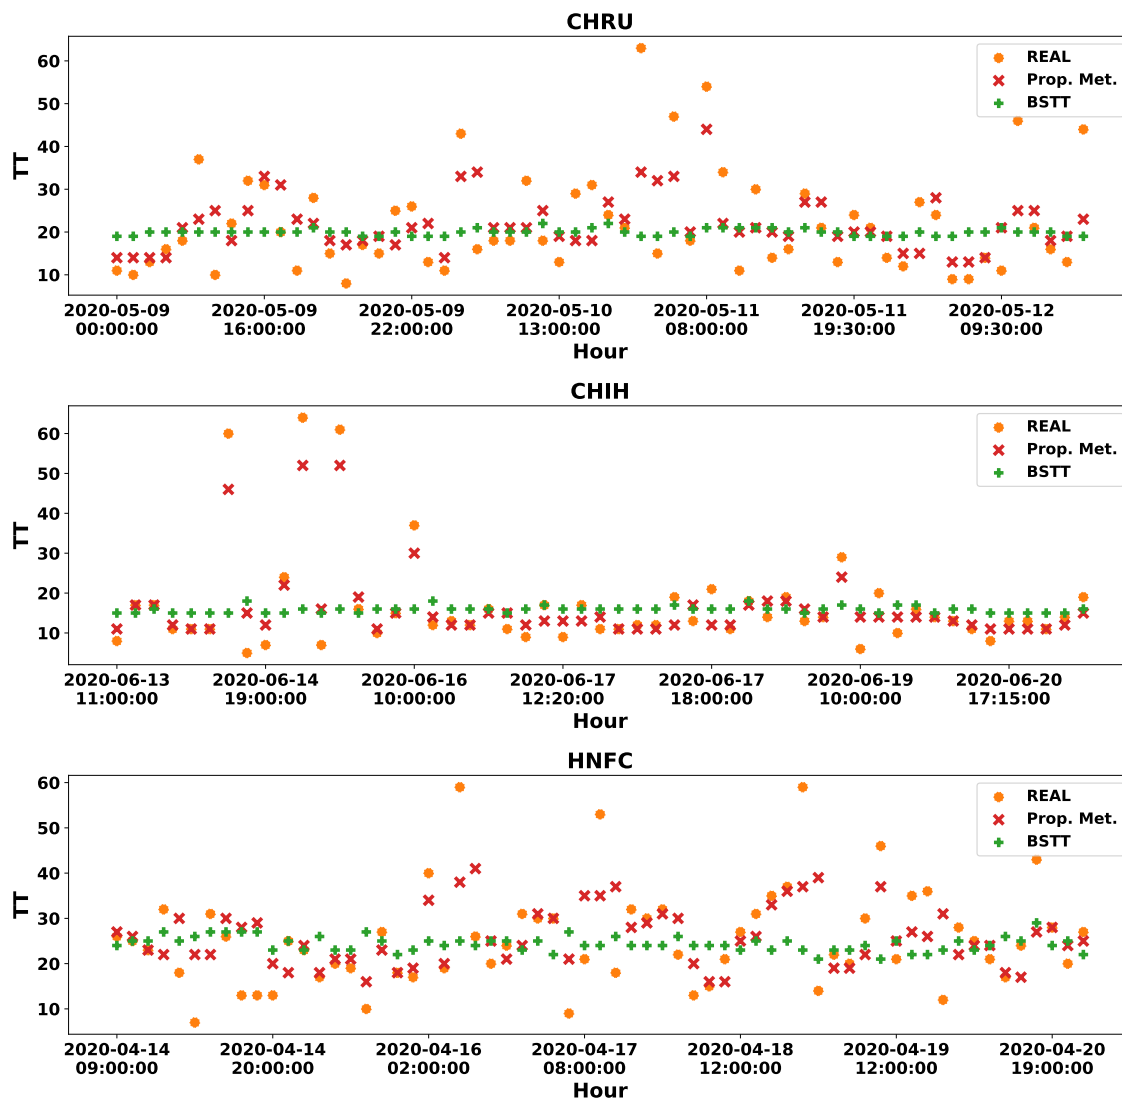 CHRU
REAL
Prop. Met.
BSTT
60
50
40
30
20
10
TT
2020-05-09 2020-05-09 2020-05-09 2020-05-10 2020-05-11 2020-05-11 2020-05-12
00:00:00 16:00:00 22:00:00 13:00:00 08:00:00 19:30:00 09:30:00
Hour
CHIH
REAL
Prop. Met.
BSTT
60
50
40
30
20
10
TT
2020-06-13 2020-06-14 2020-06-16 2020-06-17 2020-06-17 2020-06-19 2020-06-20
11:00:00 19:00:00 10:00:00 12:20:00 18:00:00 10:00:00 17:15:00
Hour
HNFC
REAL
Prop. Met.
BSTT
60
50
40
30
20
10
TT
2020-04-14 2020-04-14 2020-04-16 2020-04-17 2020-04-18 2020-04-19 2020-04-20
09:00:00 20:00:00 02:00:00 08:00:00 12:00:00 12:00:00 19:00:00
Hour